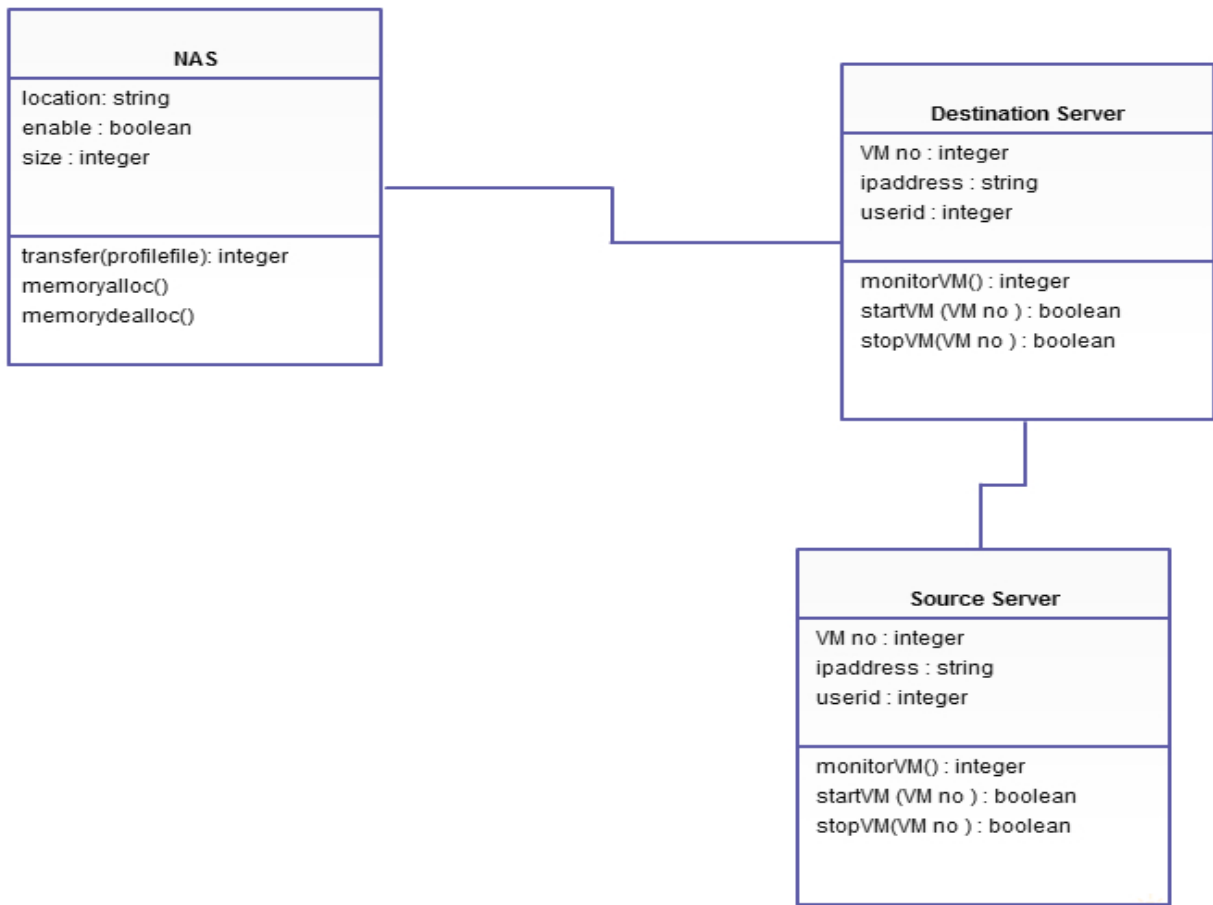 NAS
location: string
enable : boolean
size : integer
transfer(profilefile): integer
memoryalloc()
memorydealloc()
Destination Server
VM no : integer
ipaddress : string
userid : integer
monitorVM() : integer
startVM (VM no ) : boolean
stopVM(VM no ) : boolean
Source Server
VM no : integer
ipaddress : string
userid : integer
monitorVM() : integer
startVM (VM no ) : boolean
stopVM(VM no ) : boolean